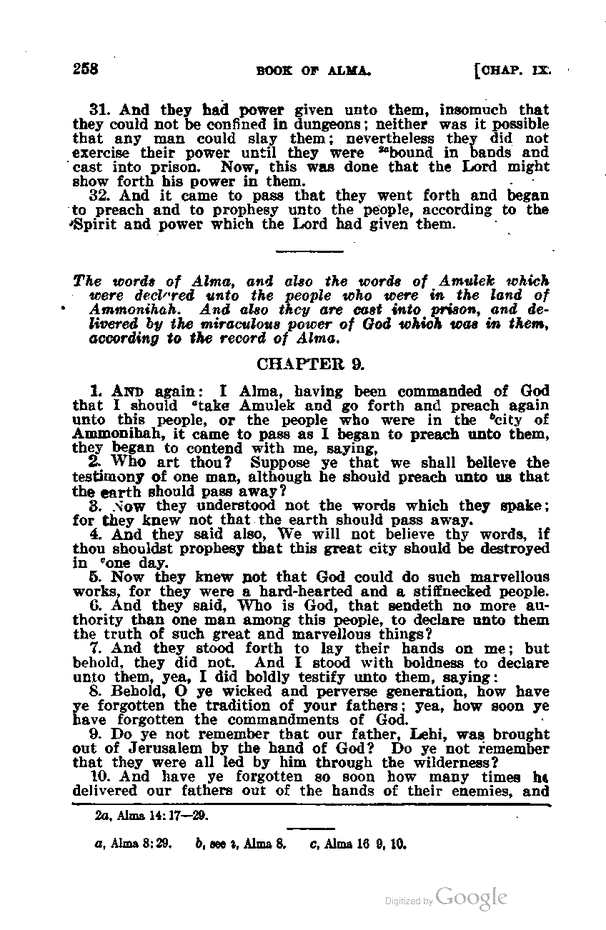 258 BOOK OF ALMA. [CHAP. IX.
31. And they had power given unto them, insomuch that
they could not be confined in dungeons; neither was it possible
that any man could slay them; nevertheless they did not
exercise their power until they were ²ᵃbound in bands and
cast into prison. Now, this was done that the Lord might
show forth his power in them.
32. And it came to pass that they went forth and began
to preach and to prophesy unto the people, according to the
Spirit and power which the Lord had given them.
The words of Alma, and also the words of Amulek which
were declared unto the people who were in the land of
Ammonihah. And also they are cast into prison, and de-
livered by the miraculous power of God which was in them,
according to the record of Alma.
CHAPTER 9.
1. AND again: I Alma, having been commanded of God
that I should ᵃtake Amulek and go forth and preach again
unto this people, or the people who were in the ᵇcity of
Ammonihah, it came to pass as I began to preach unto them,
they began to contend with me, saying,
2. Who art thou? Suppose ye that we shall believe the
testimony of one man, although he should preach unto us that
the earth should pass away?
3. Now they understood not the words which they spake;
for they knew not that the earth should pass away.
4. And they said also, We will not believe thy words, if
thou shouldst prophesy that this great city should be destroyed
in ᶜone day.
5. Now they knew not that God could do such marvellous
works, for they were a hard-hearted and a stiffnecked people.
6. And they said, Who is God, that sendeth no more au-
thority than one man among this people, to declare unto them
the truth of such great and marvellous things?
7. And they stood forth to lay their hands on me; but
behold, they did not. And I stood with boldness to declare
unto them, yea, I did boldly testify unto them, saying:
8. Behold, O ye wicked and perverse generation, how have
ye forgotten the tradition of your fathers; yea, how soon ye
have forgotten the commandments of God.
9. Do ye not remember that our father, Lehi, was brought
out of Jerusalem by the hand of God? Do ye not remember
that they were all led by him through the wilderness?
10. And have ye forgotten so soon how many times he
delivered our fathers out of the hands of their enemies, and
2a, Alma 14:17—29.
a, Alma 8:29. b, see t, Alma 8. c, Alma 16 9, 10.
Digitized by Google